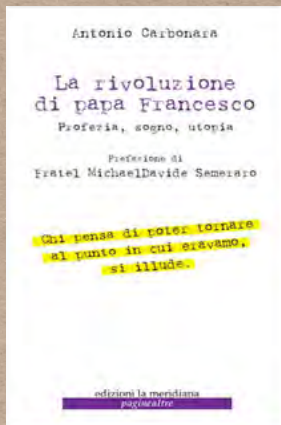 Antonio Carbonara
La rivoluzione
di papa Francesco
Profezia, sogno, utopia
Prefazione di
Fratel MichaelDavide Semeraro
Chi pensa di poter tornare
al punto in cui eravamo,
si illude.
edizioni la meridiana
paginealtre